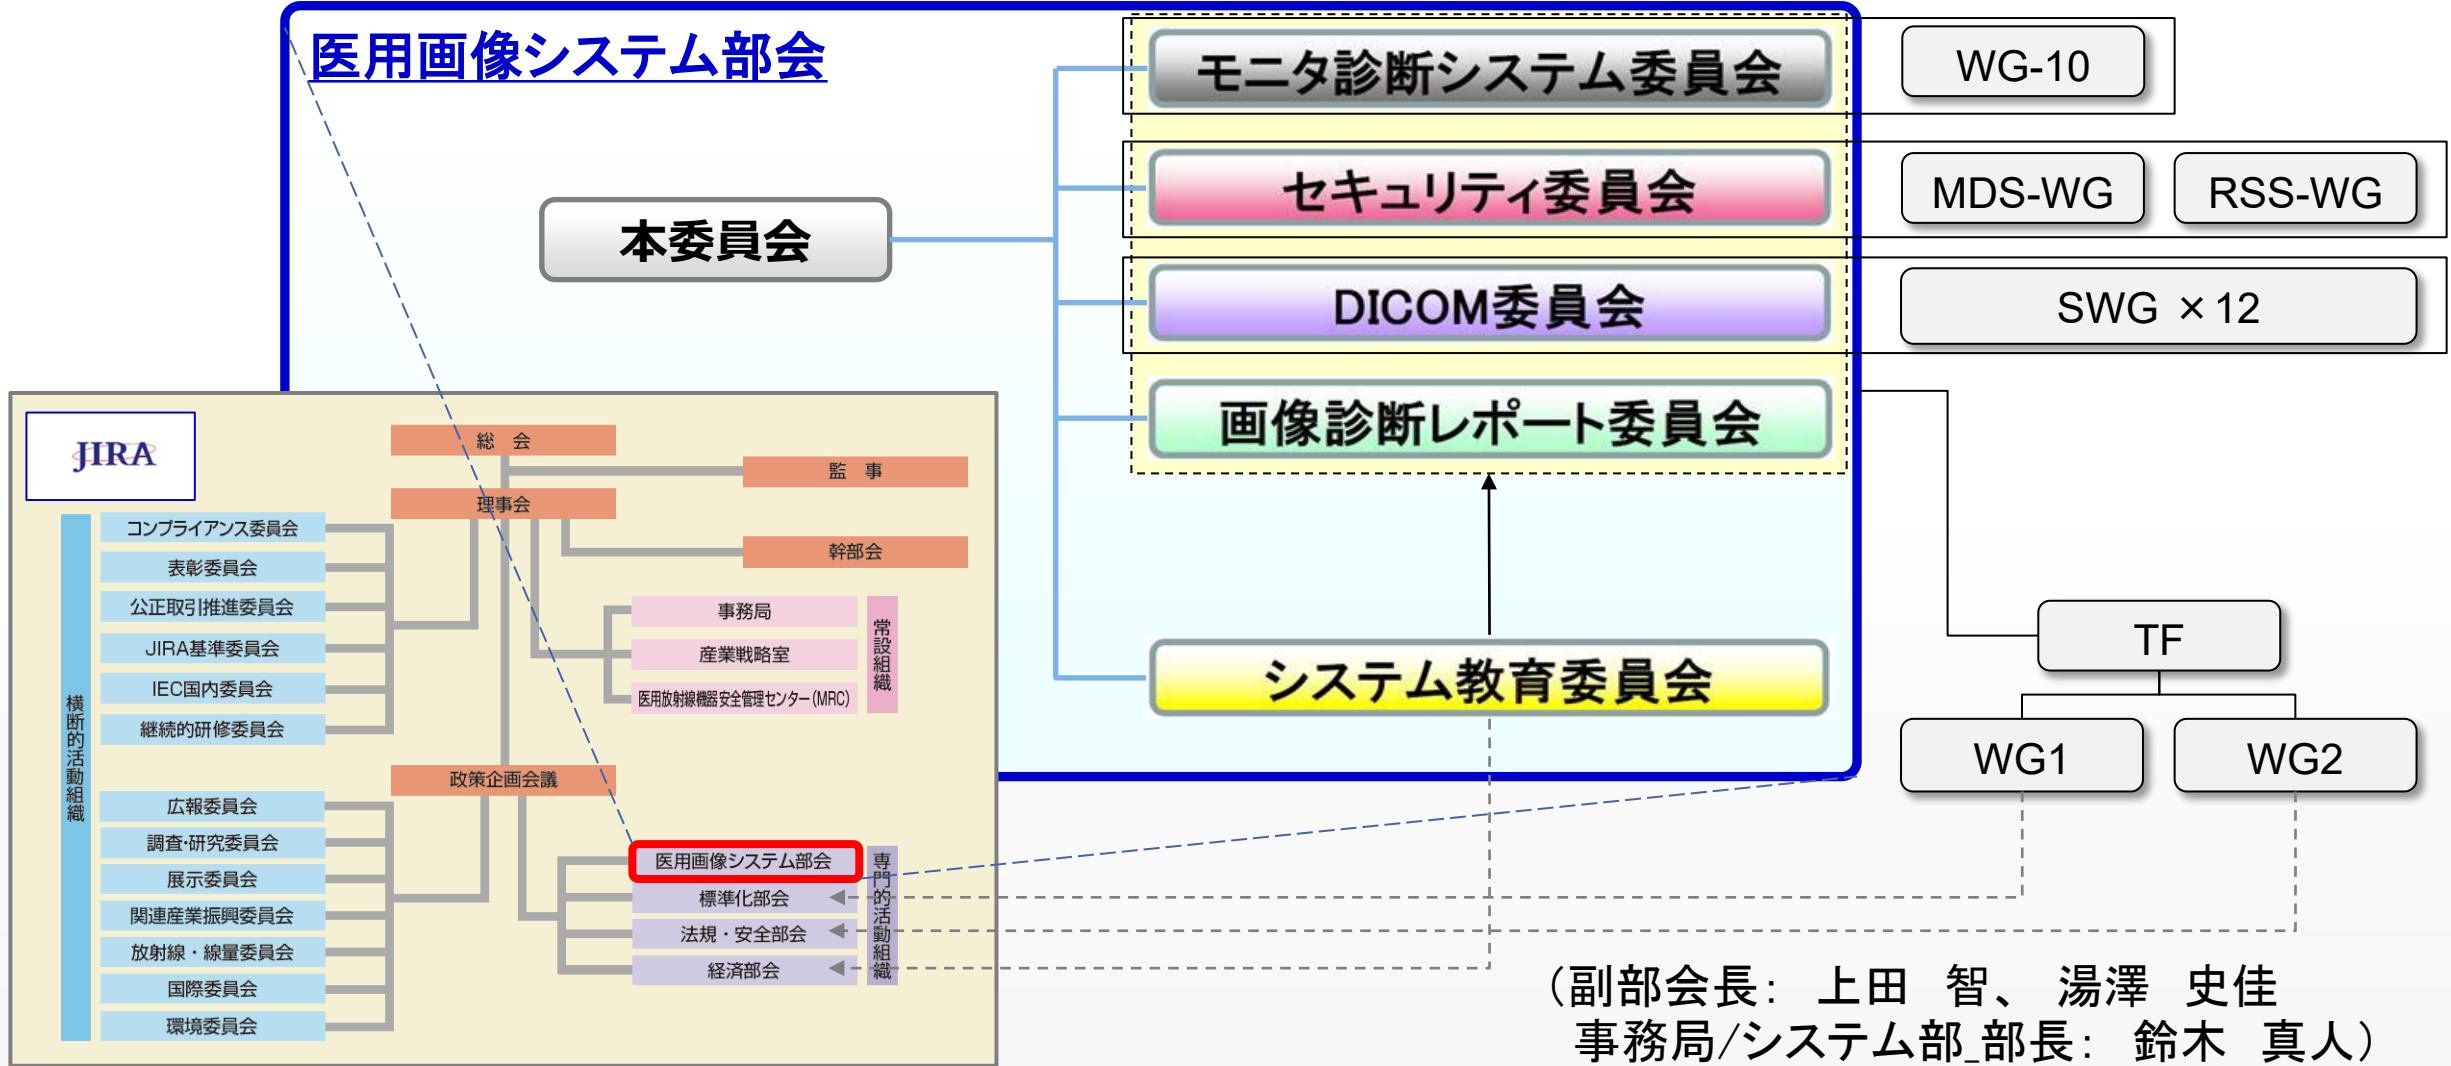 医用画像システム部会
モニタ診断システム委員会
WG-10
セキュリティ委員会
MDS-WG
RSS-WG
本委員会
DICOM委員会
SWG ×12
画像診断レポート委員会
システム教育委員会
TF
WG1
WG2
JIRA
総 会
監 事
理事会
幹部会
横断的活動組織
コンプライアンス委員会
表彰委員会
公正取引推進委員会
JIRA基準委員会
IEC国内委員会
継続的研修委員会
事務局
産業戦略室
医用放射線機器安全管理センター(MRC)
常設組織
政策企画会議
広報委員会
調査・研究委員会
展示委員会
関連産業振興委員会
放射線・線量委員会
国際委員会
環境委員会
医用画像システム部会
標準化部会
法規・安全部会
経済部会
専門的活動組織
（副部会長： 上田 智、 湯澤 史佳
事務局/システム部_部長： 鈴木 真人）